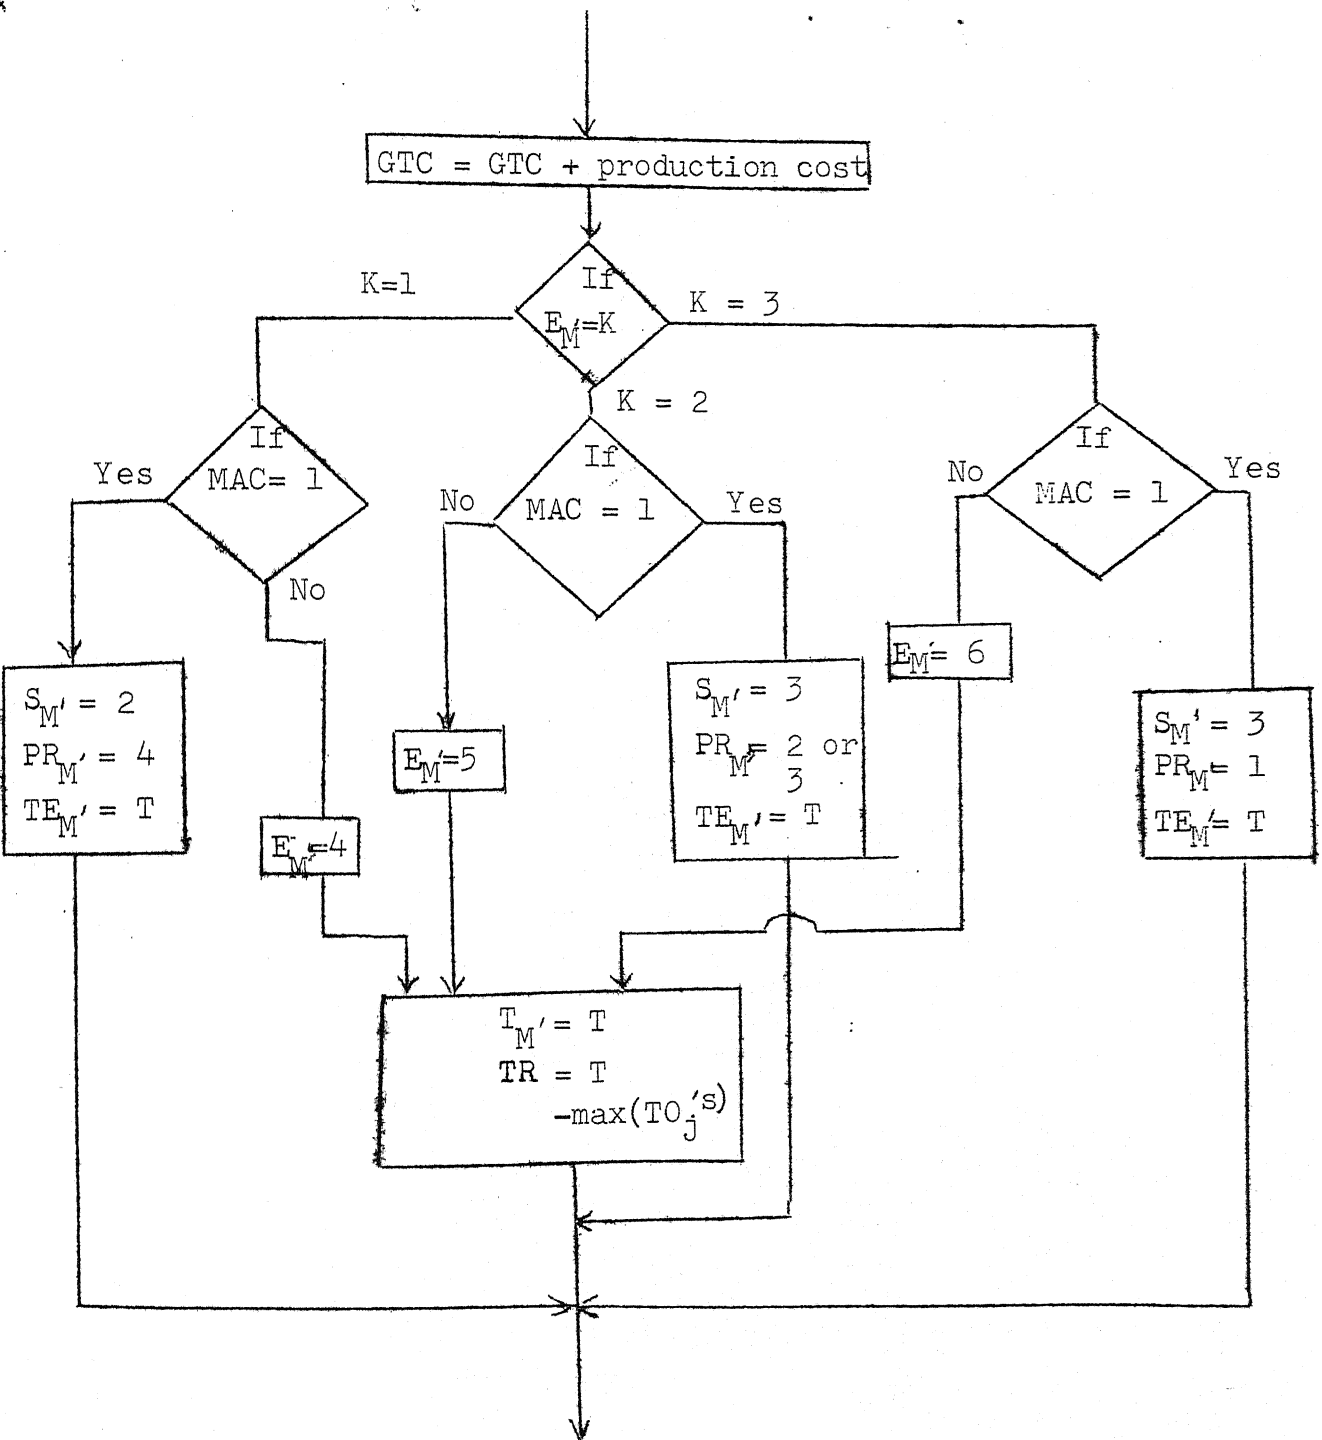 GTC = GTC + production cost
If
E_M'=K
K=1
K = 3
K = 2
If
MAC= 1
Yes
No
If
MAC = 1
No
Yes
If
MAC = 1
No
Yes
S_M' = 2
PR_M' = 4
TE_M' = T
E_M'=4
E_M'=5
S_M' = 3
PR_M'= 2 or
3
TE_M'= T
E_M'= 6
S_M' = 3
PR_M'= 1
TE_M'= T
T_M'= T
TR = T
-max(TO_j's)